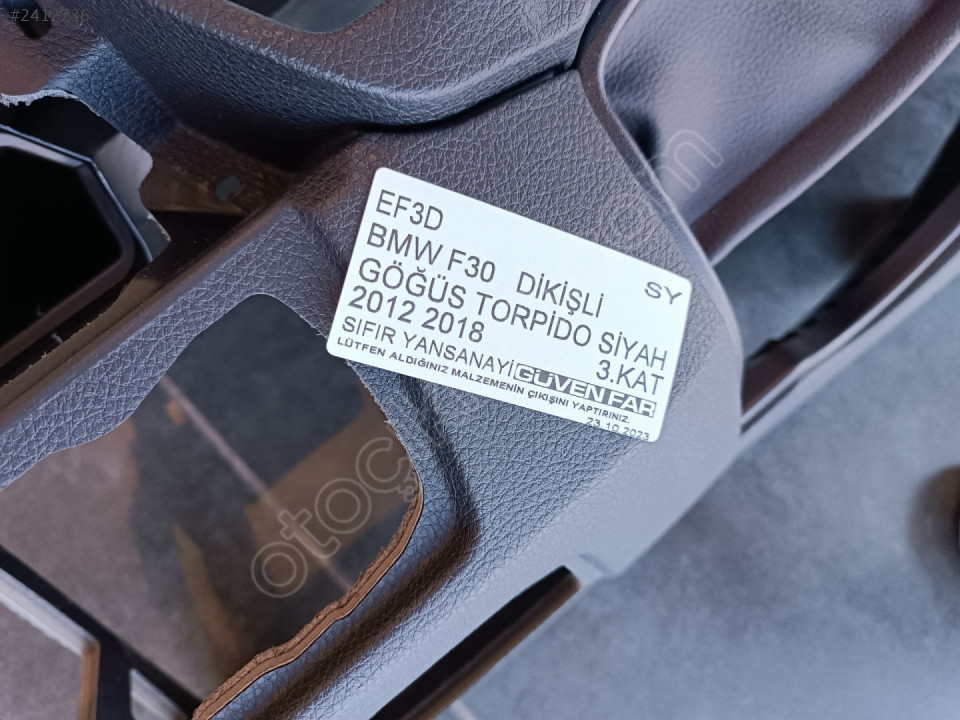 #2412736
EF3D
SY
BMW F30 DİKİŞLİ
GÖĞÜS TORPİDO SİYAH
2012 2018
3.KAT
SIFIR YANSANAYİ GÜVEN FAR
LÜTFEN ALDIĞINIZ MALZEMENİN ÇIKIŞINI YAPTIRINIZ.
23.10.2023